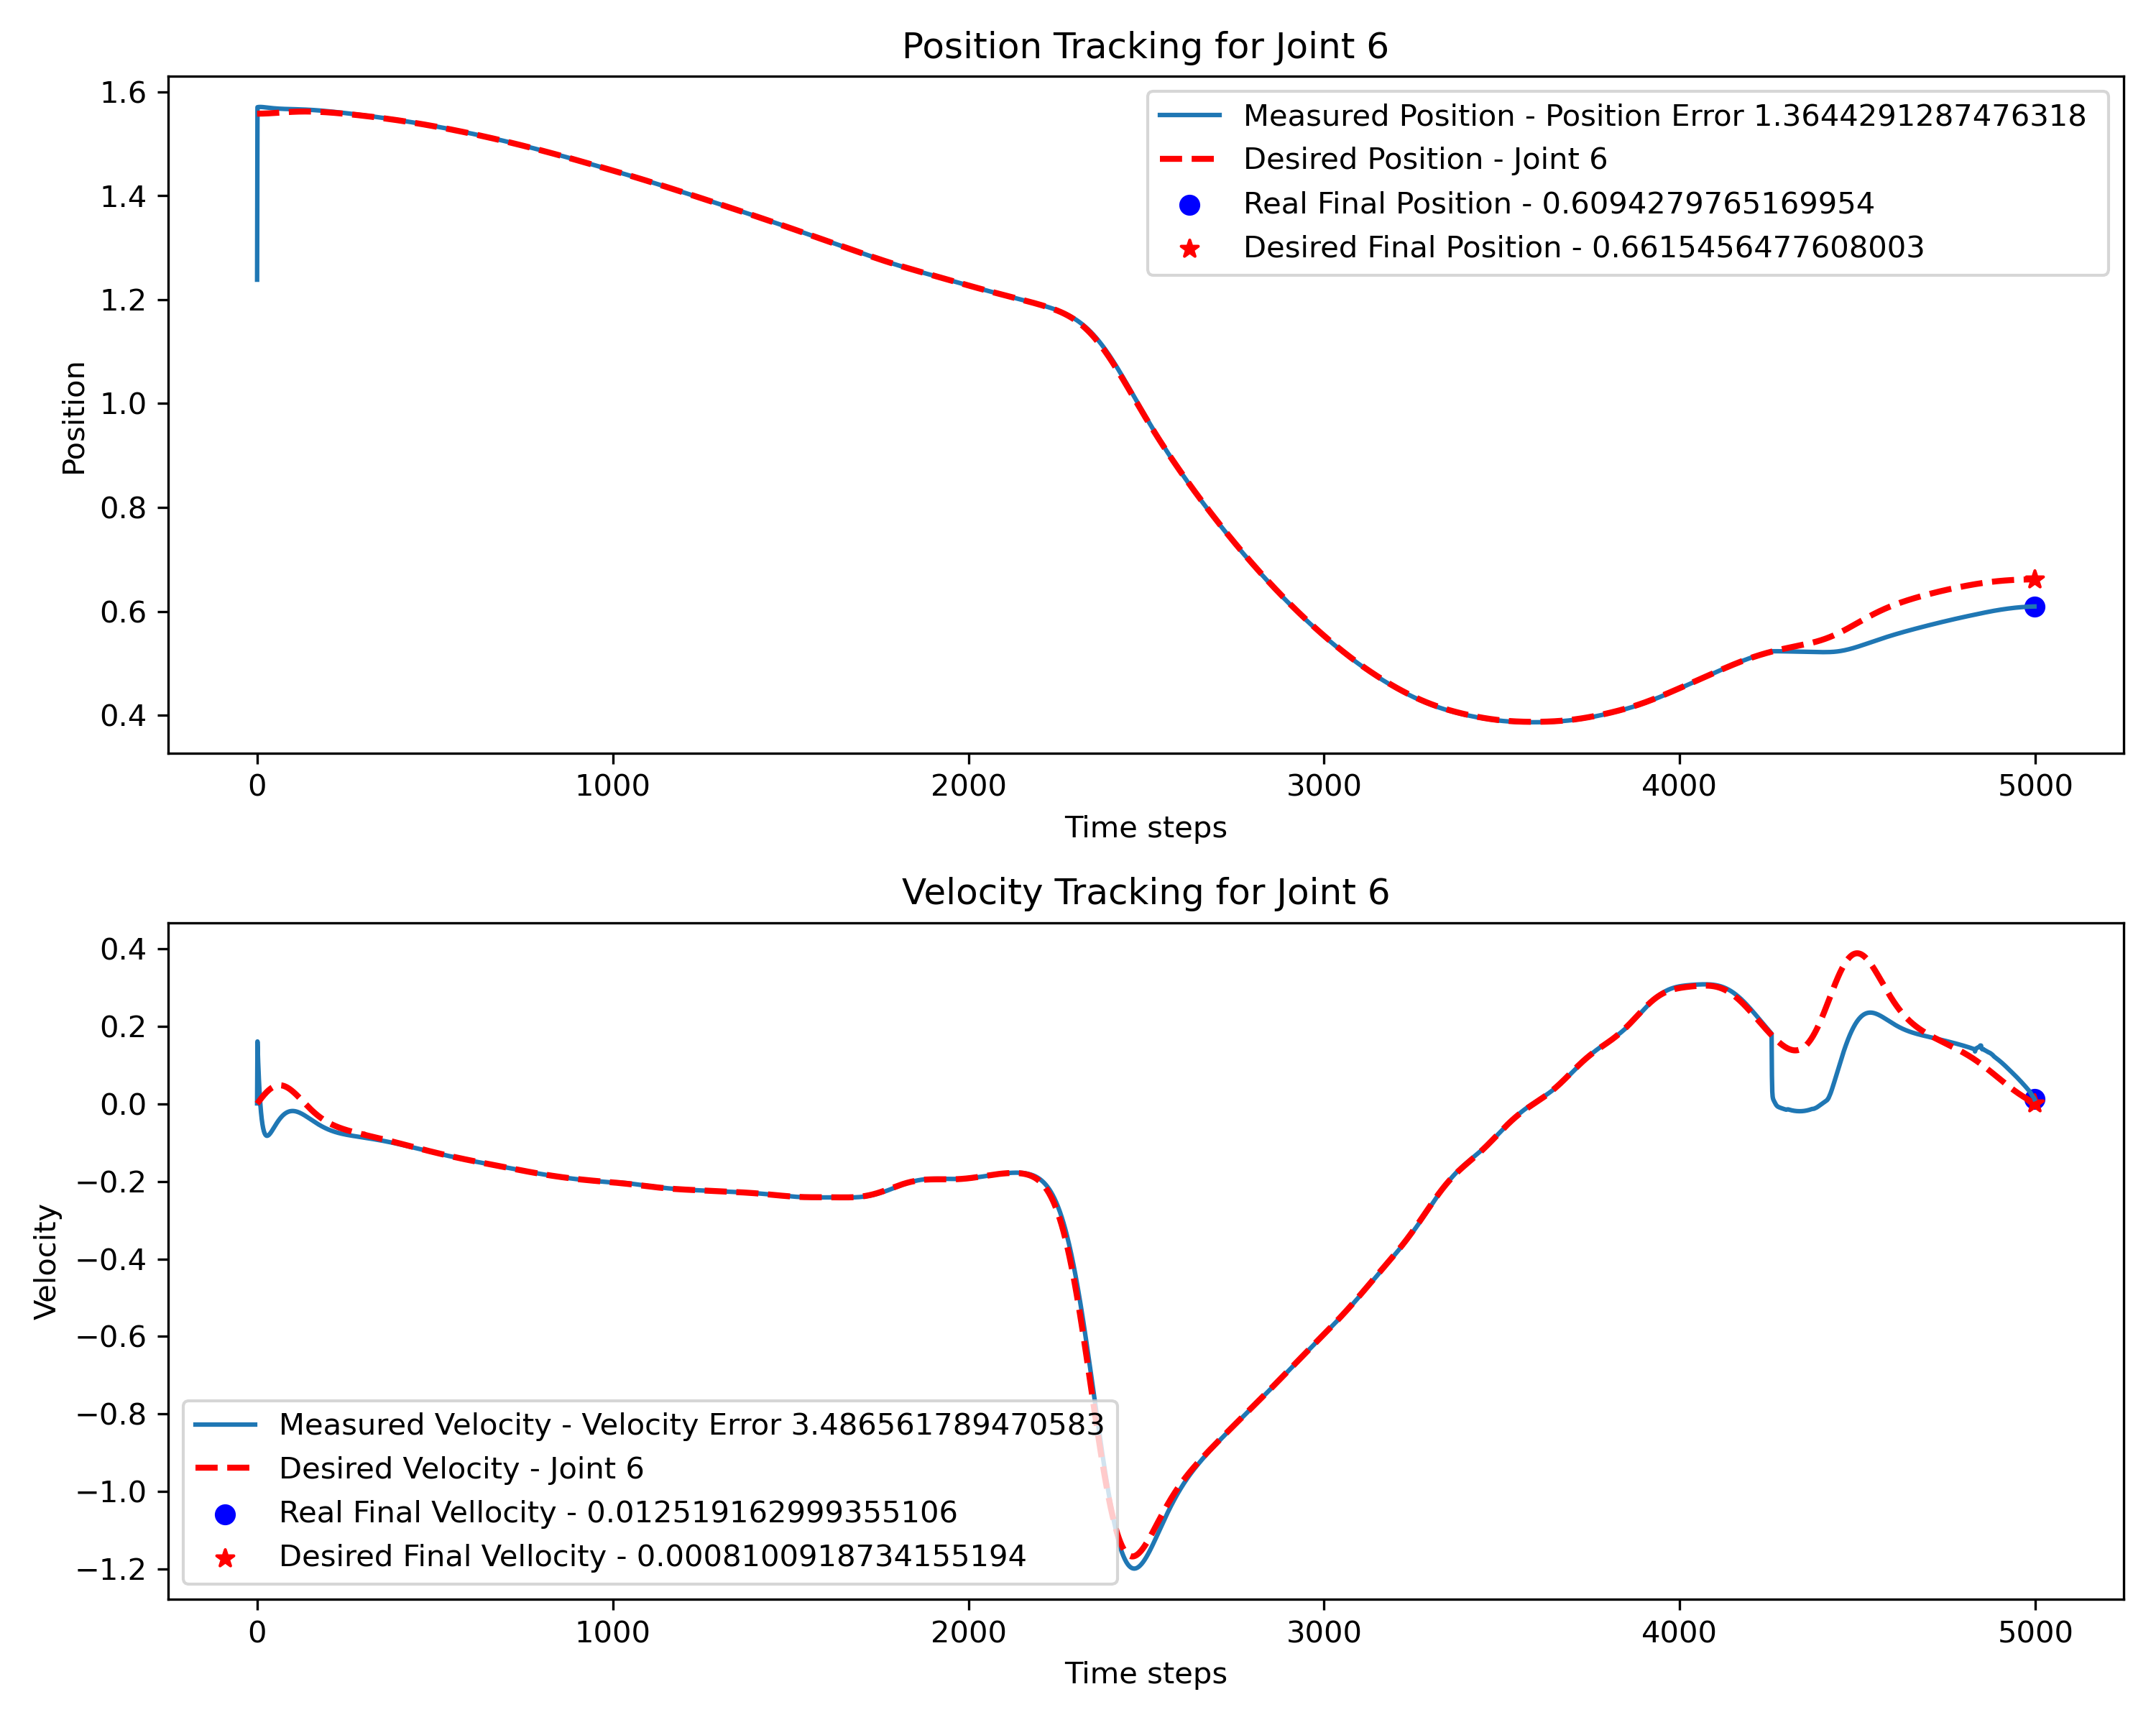 Position Tracking for Joint 6
1.6
1.4
1.2
1.0
0.8
0.6
0.4
Position
Measured Position - Position Error 1.3644291287476318
Desired Position - Joint 6
Real Final Position - 0.6094279765169954
Desired Final Position - 0.6615456477608003
0 1000 2000 3000 4000 5000
Time steps
Velocity Tracking for Joint 6
0.4
0.2
0.0
−0.2
−0.4
−0.6
−0.8
−1.0
−1.2
Velocity
Measured Velocity - Velocity Error 3.486561789470583
Desired Velocity - Joint 6
Real Final Vellocity - 0.012519162999355106
Desired Final Vellocity - 0.0008100918734155194
0 1000 2000 3000 4000 5000
Time steps